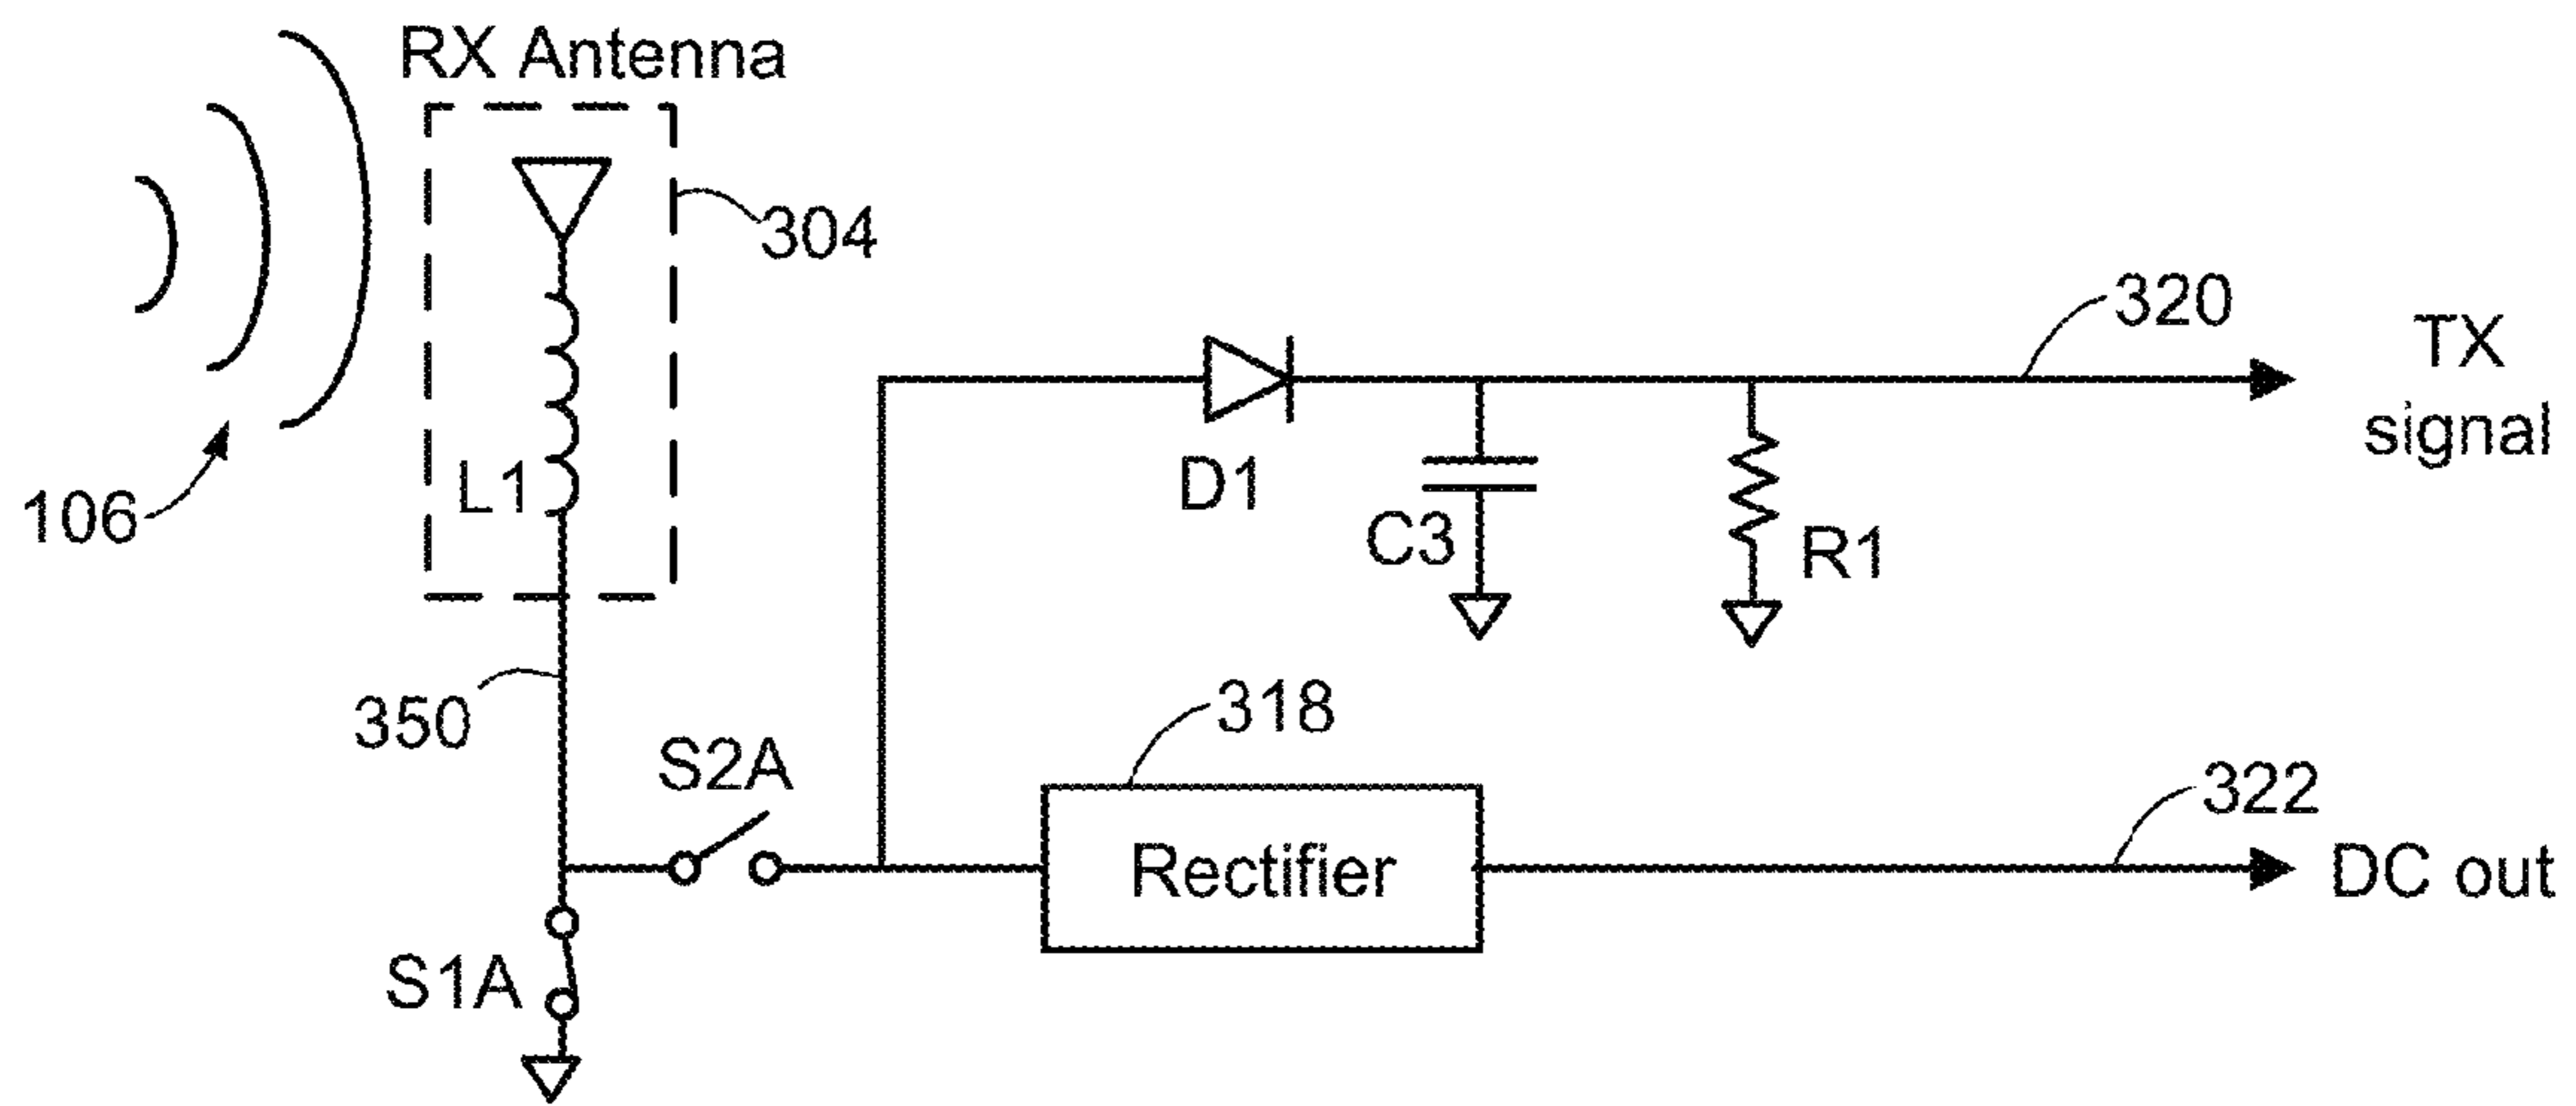 RX Antenna
304
106
L1
320
TX
signal
D1
C3
R1
350
318
S2A
322
Rectifier
DC out
S1A